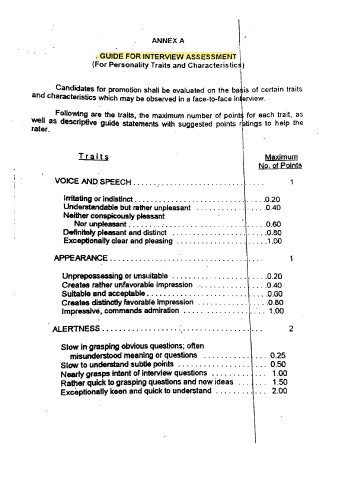 ANNEX A
GUIDE FOR INTERVIEW ASSESSMENT
(For Personality Traits and Characteristics)
Candidates for promotion shall be evaluated on the basis of certain traits
and characteristics which may be observed in a face-to-face interview.
Following are the traits, the maximum number of points for each trait, as
well as descriptive guide statements with suggested points ratings to help the
rater.
Traits Maximum
No. of Points
VOICE AND SPEECH . . . . . . . . . . . . . . . . . . . . . . . . . 1
Irritating or indistinct . . . . . . . . . . . . . . . . . . . . . . . . . .0.20
Understandable but rather unpleasant . . . . . . . . . . . . .0.40
Neither conspicously pleasant
Nor unpleasant . . . . . . . . . . . . . . . . . . . . . . . . . . .0.60
Definitely pleasant and distinct . . . . . . . . . . . . . . . . . . .0.80
Exceptionally clear and pleasing . . . . . . . . . . . . . . . . . .1.00
APPEARANCE . . . . . . . . . . . . . . . . . . . . . . . . . . . . . 1
Unprepossessing or unsuitable . . . . . . . . . . . . . . . . . .0.20
Creates rather unfavorable impression . . . . . . . . . . . .0.40
Suitable and acceptable . . . . . . . . . . . . . . . . . . . . . . .0.60
Creates distinctly favorable impression . . . . . . . . . . . .0.80
Impressive, commands admiration . . . . . . . . . . . . . . . 1.00
ALERTNESS . . . . . . . . . . . . . . . . . . . . . . . . . . . . . . 2
Slow in grasping obvious questions; often
misunderstood meaning or questions . . . . . . . . . . . 0.25
Slow to understand subtle points . . . . . . . . . . . . . . . . 0.50
Nearly grasps intent of interview questions . . . . . . . . . 1.00
Rather quick to grasping questions and new ideas . . . . . 1.50
Exceptionally keen and quick to understand . . . . . . . . . 2.00